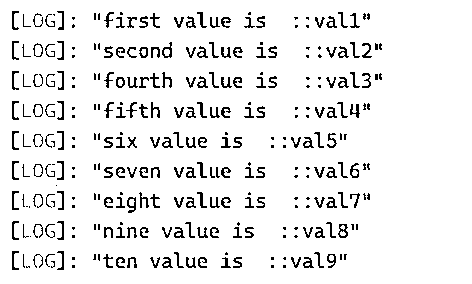 [LOG]: "first value is  ::val1"
[LOG]: "second value is  ::val2"
[LOG]: "fourth value is  ::val3"
[LOG]: "fifth value is  ::val4"
[LOG]: "six value is  ::val5"
[LOG]: "seven value is  ::val6"
[LOG]: "eight value is  ::val7"
[LOG]: "nine value is  ::val8"
[LOG]: "ten value is  ::val9"